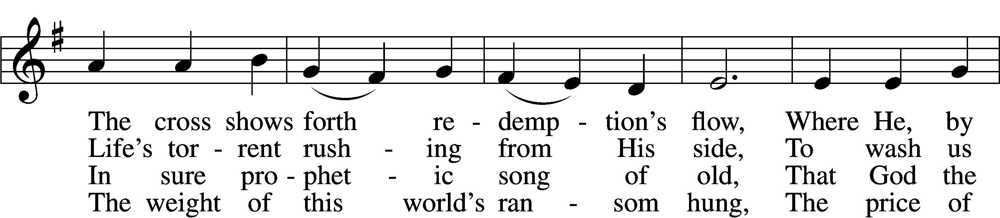 The cross shows forth re - demp - tion’s flow, Where He, by
Life’s tor - rent rush - ing from His side, To wash us
In sure pro - phet - ic song of old, That God the
The weight of this world’s ran - som hung, The price of